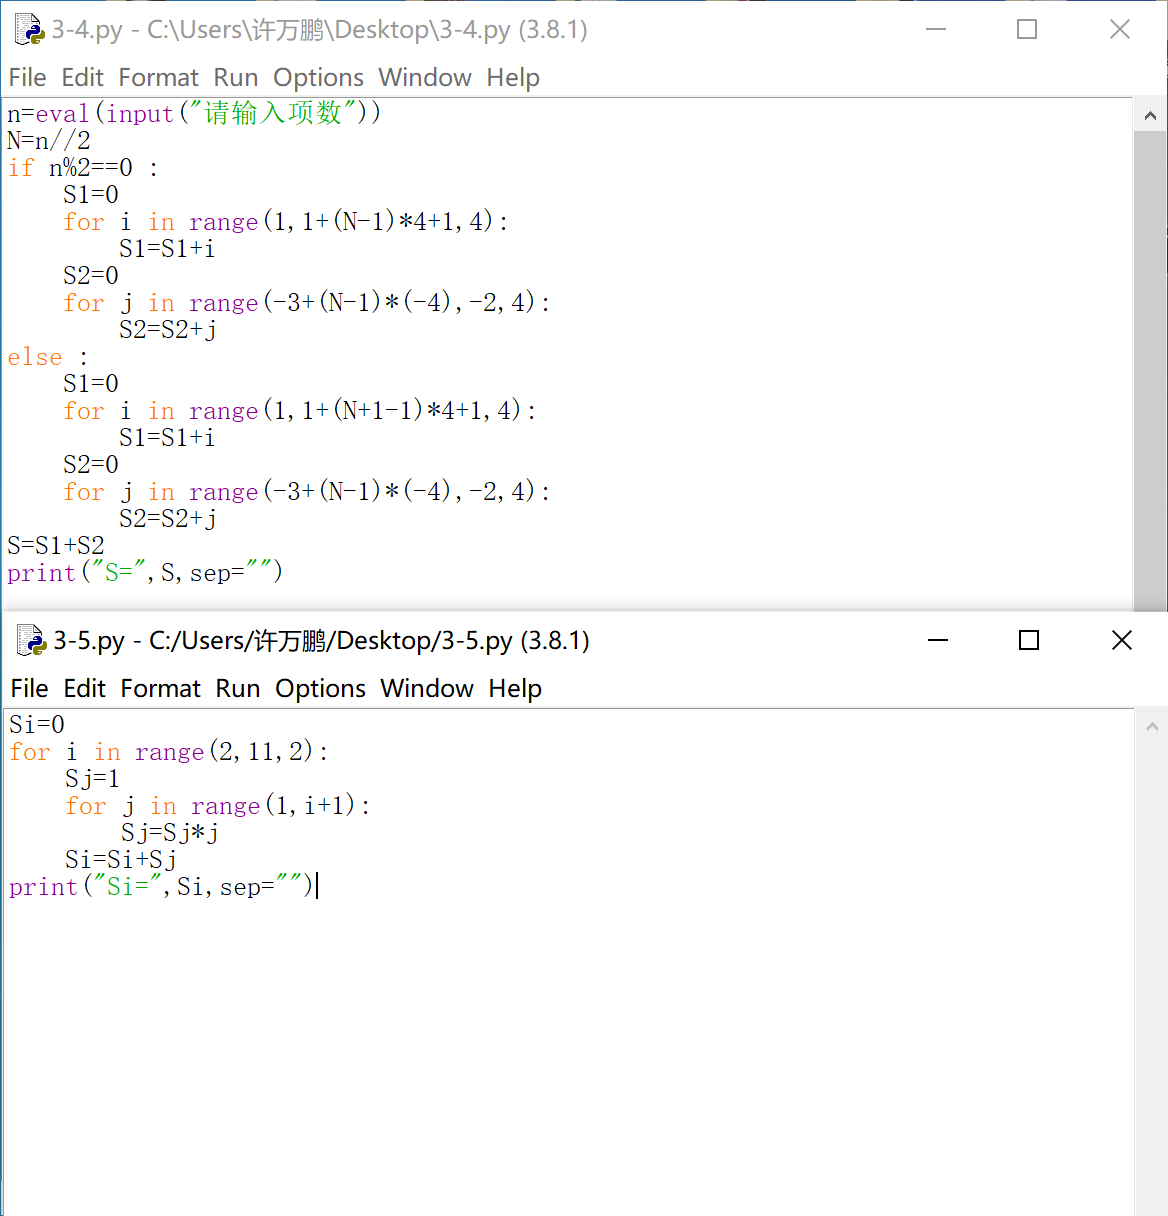 3-4.py - C:\Users\许万鹏\Desktop\3-4.py (3.8.1)
File Edit Format Run Options Window Help
n=eval(input("请输入项数"))
N=n//2
if n%2==0 :
    S1=0
    for i in range(1,1+(N-1)*4+1,4):
        S1=S1+i
    S2=0
    for j in range(-3+(N-1)*(-4),-2,4):
        S2=S2+j
else :
    S1=0
    for i in range(1,1+(N+1-1)*4+1,4):
        S1=S1+i
    S2=0
    for j in range(-3+(N-1)*(-4),-2,4):
        S2=S2+j
S=S1+S2
print("S=",S,sep="")
3-5.py - C:/Users/许万鹏/Desktop/3-5.py (3.8.1)
File Edit Format Run Options Window Help
Si=0
for i in range(2,11,2):
    Sj=1
    for j in range(1,i+1):
        Sj=Sj*j
    Si=Si+Sj
print("Si=",Si,sep="")